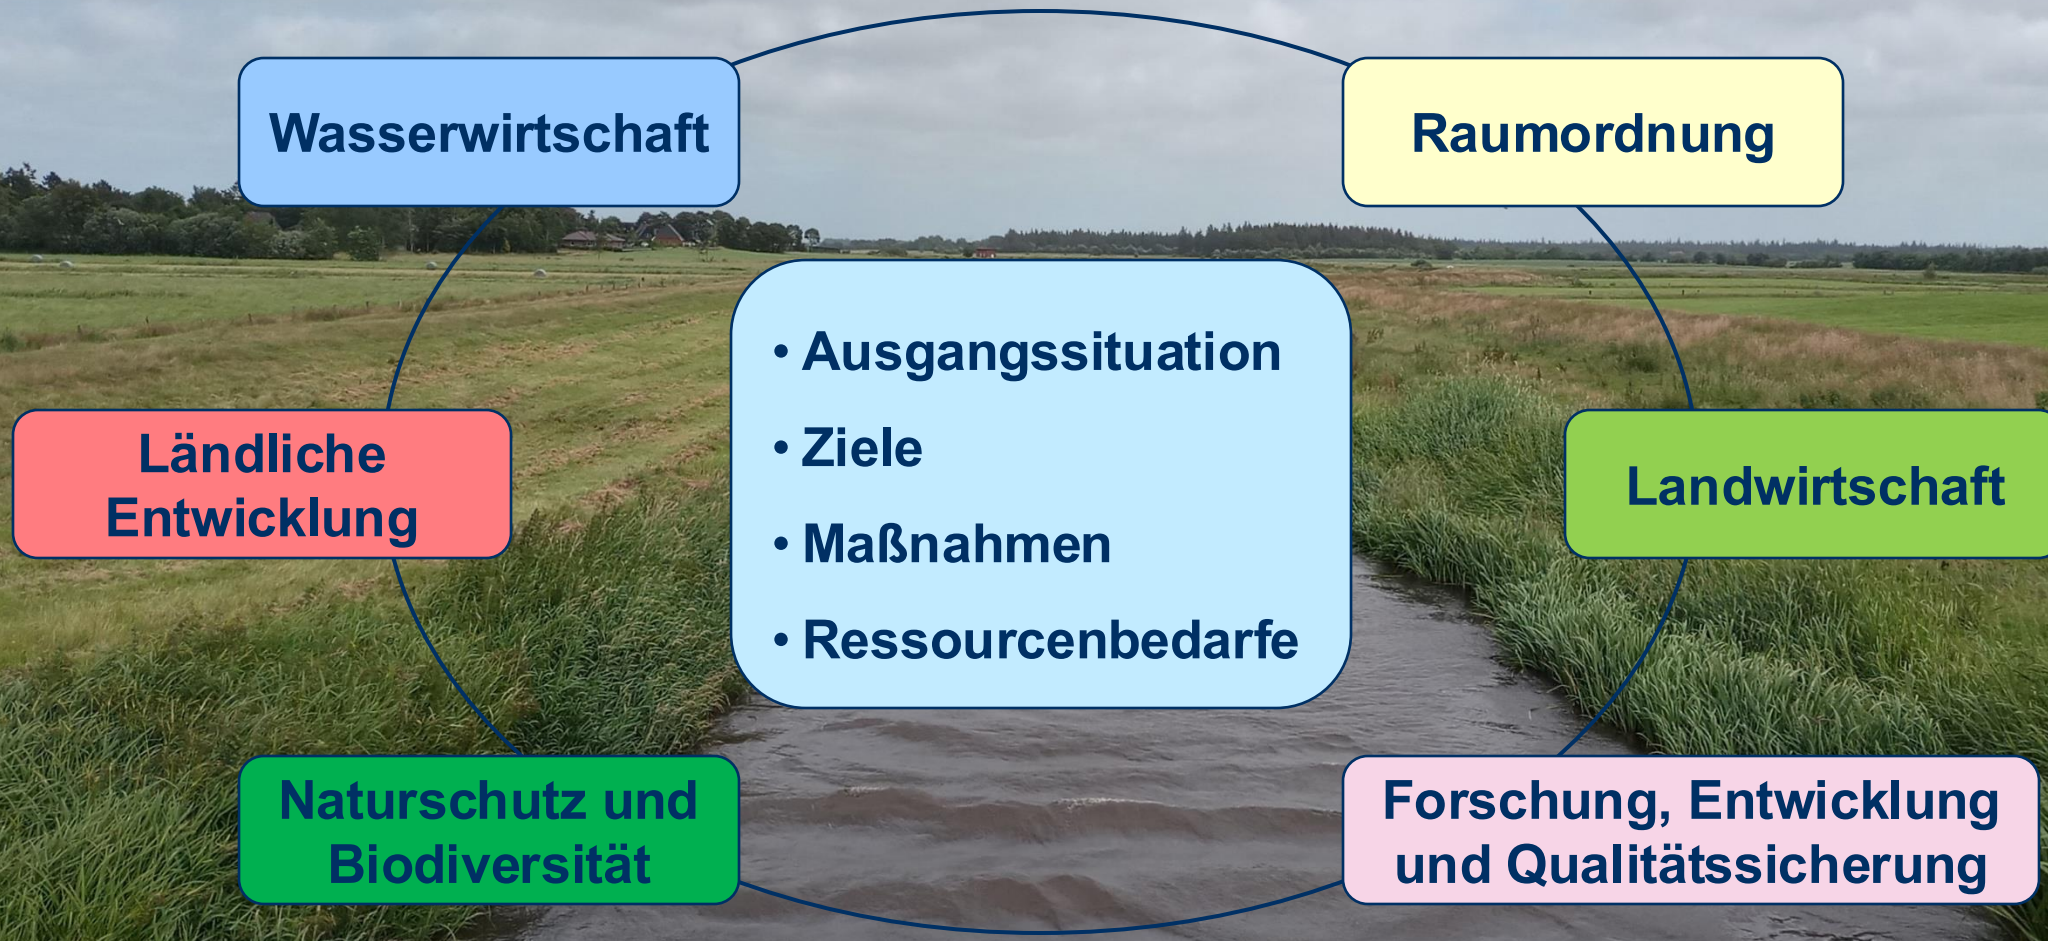 Wasserwirtschaft
Raumordnung
• Ausgangssituation
• Ziele
• Maßnahmen
• Ressourcenbedarfe
Ländliche
Entwicklung
Landwirtschaft
Naturschutz und
Biodiversität
Forschung, Entwicklung
und Qualitätssicherung